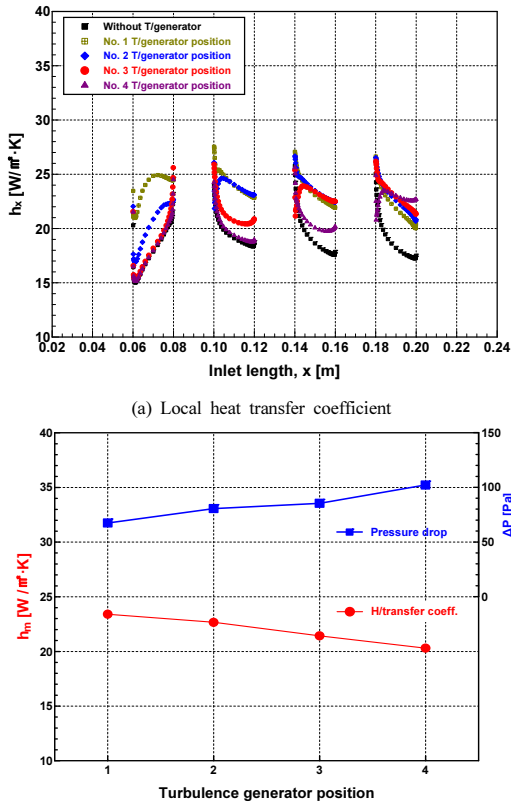 40
35
30
25
20
15
10
hx [W/㎡·K]
Without T/generator
No. 1 T/generator position
No. 2 T/generator position
No. 3 T/generator position
No. 4 T/generator position
0.02 0.04 0.06 0.08 0.10 0.12 0.14 0.16 0.18 0.20 0.22 0.24
Inlet length, x [m]
(a) Local heat transfer coefficient
40
35
30
25
20
15
10
hm [W/㎡·K]
150
100
50
0
ΔP [Pa]
Pressure drop
H/transfer coeff.
1 2 3 4
Turbulence generator position